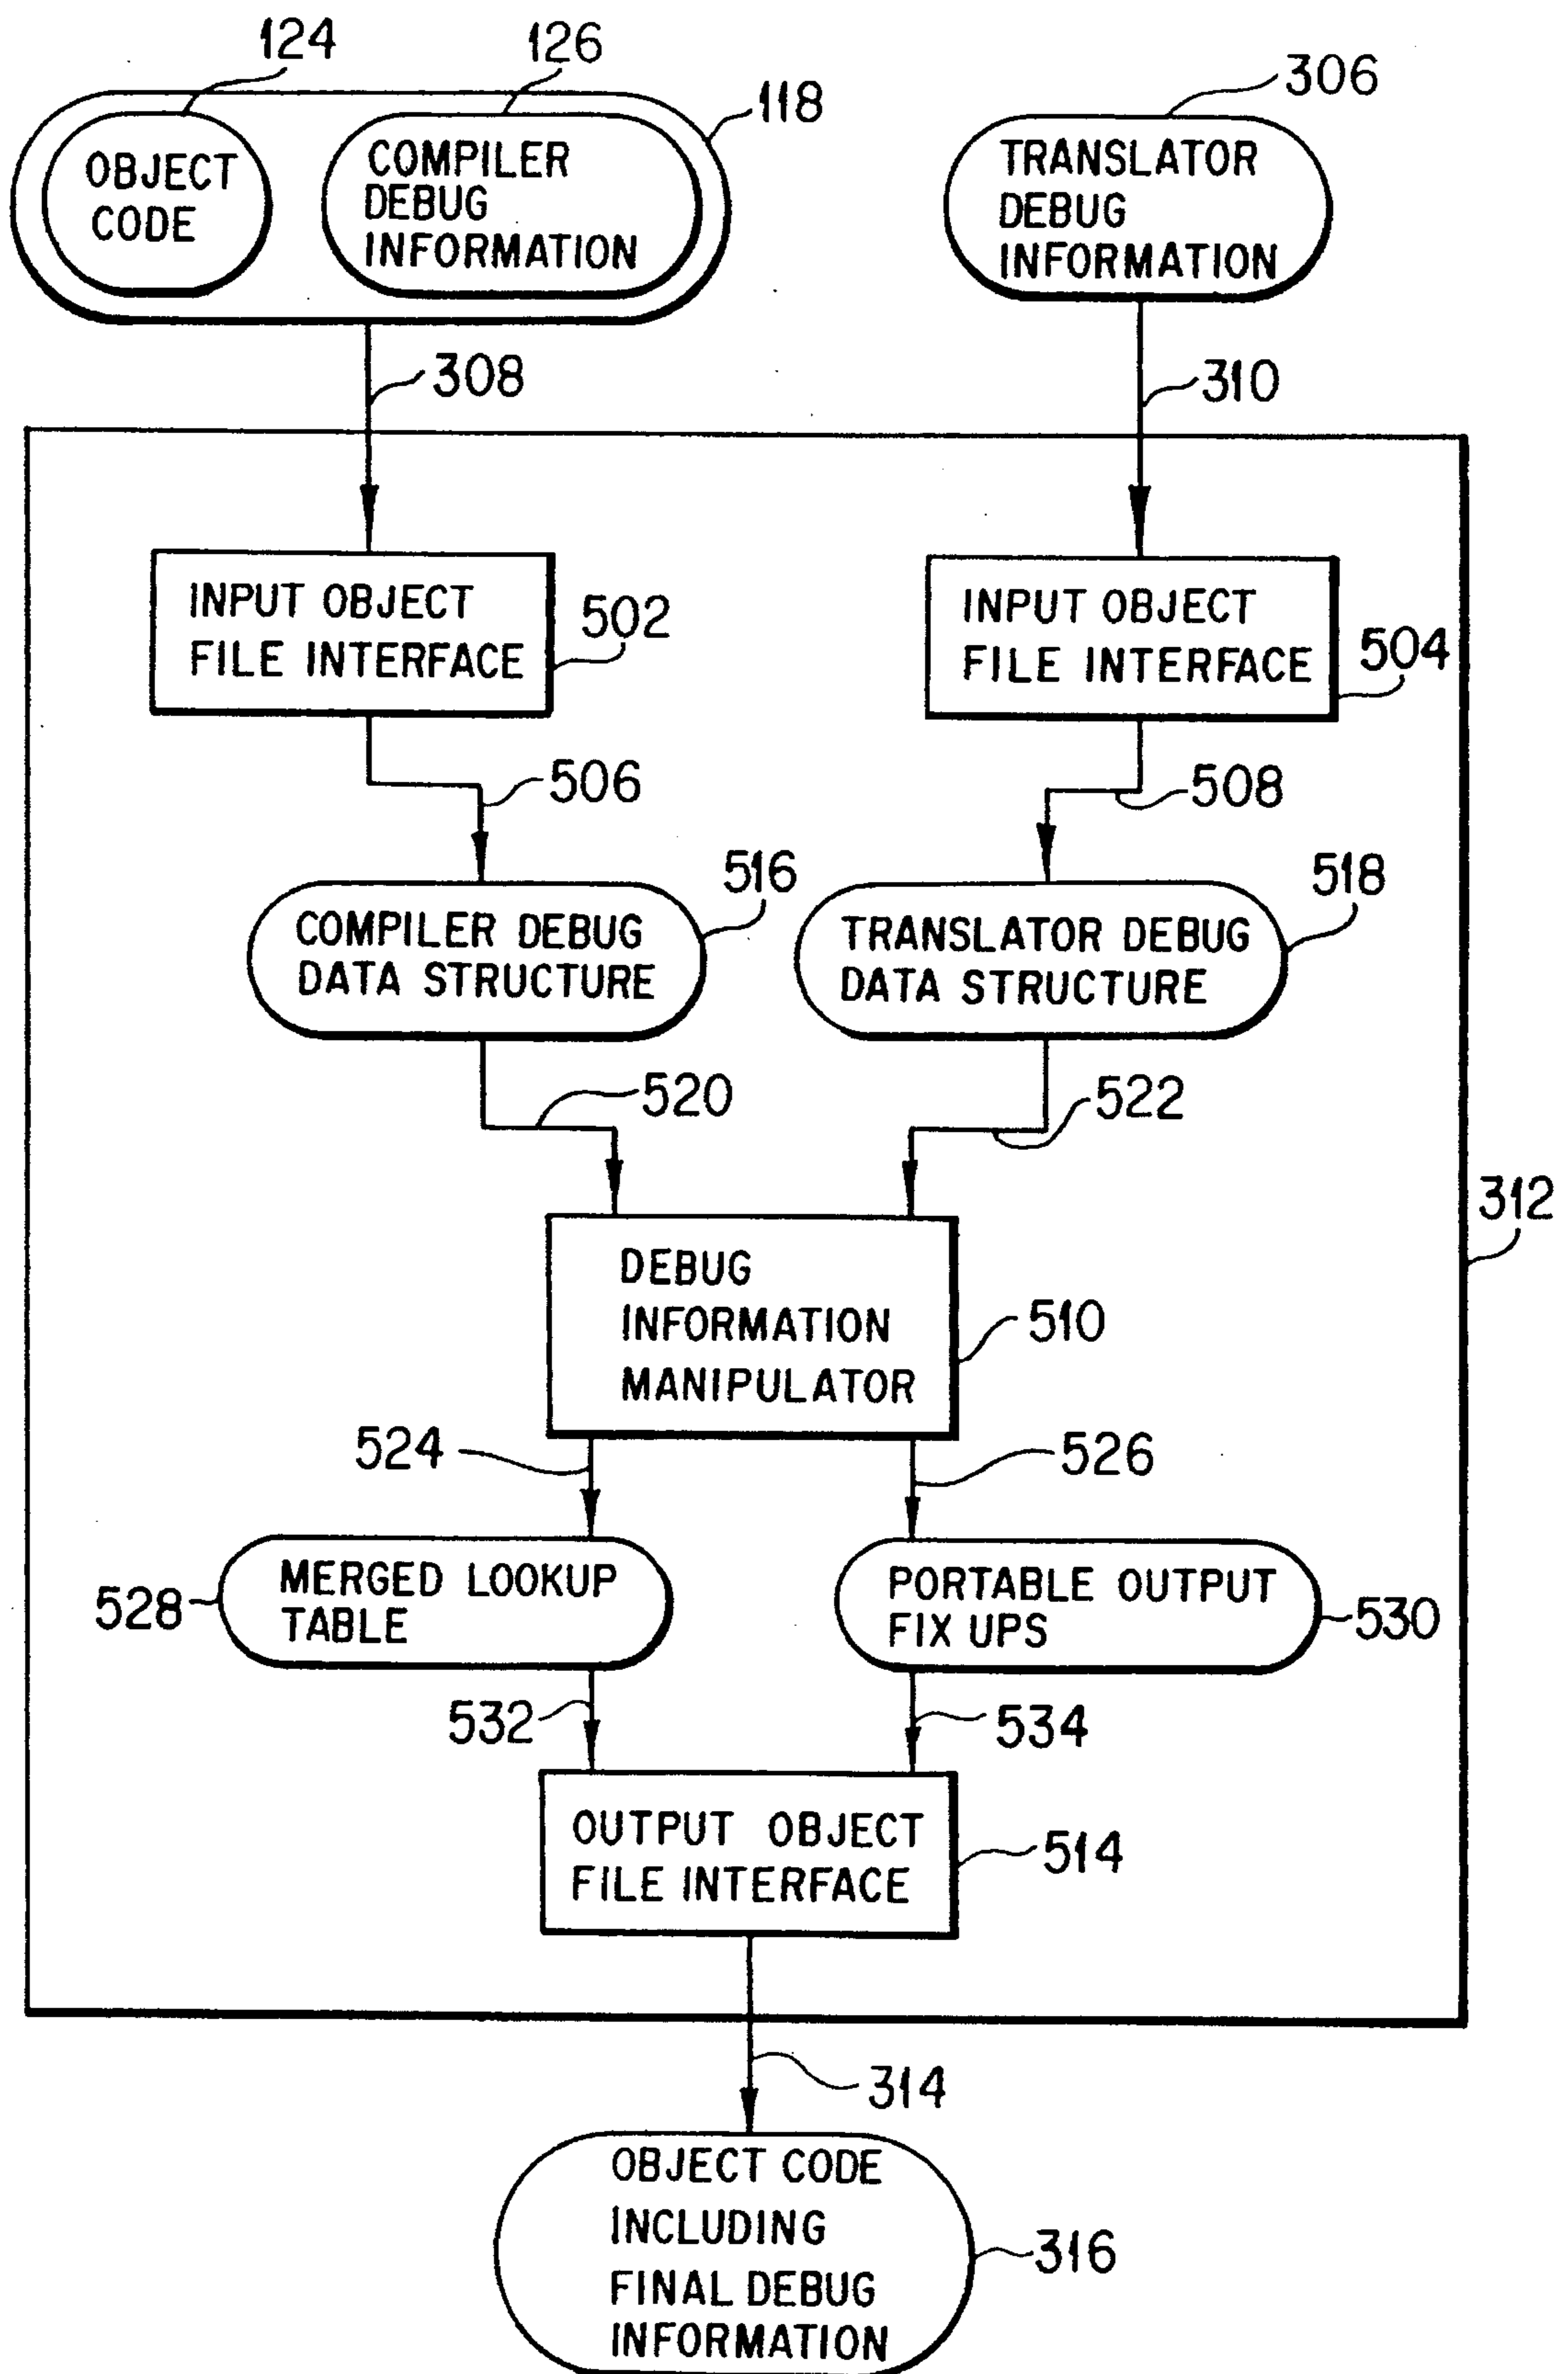 124
126
118
306
OBJECT
CODE
COMPILER
DEBUG
INFORMATION
TRANSLATOR
DEBUG
INFORMATION
308
310
INPUT OBJECT
FILE INTERFACE
502
INPUT OBJECT
FILE INTERFACE
504
506
508
516
518
COMPILER DEBUG
DATA STRUCTURE
TRANSLATOR DEBUG
DATA STRUCTURE
520
522
312
DEBUG
INFORMATION
MANIPULATOR
510
524
526
528
MERGED LOOKUP
TABLE
PORTABLE OUTPUT
FIX UPS
530
532
534
OUTPUT OBJECT
FILE INTERFACE
514
314
OBJECT CODE
INCLUDING
FINAL DEBUG
INFORMATION
316